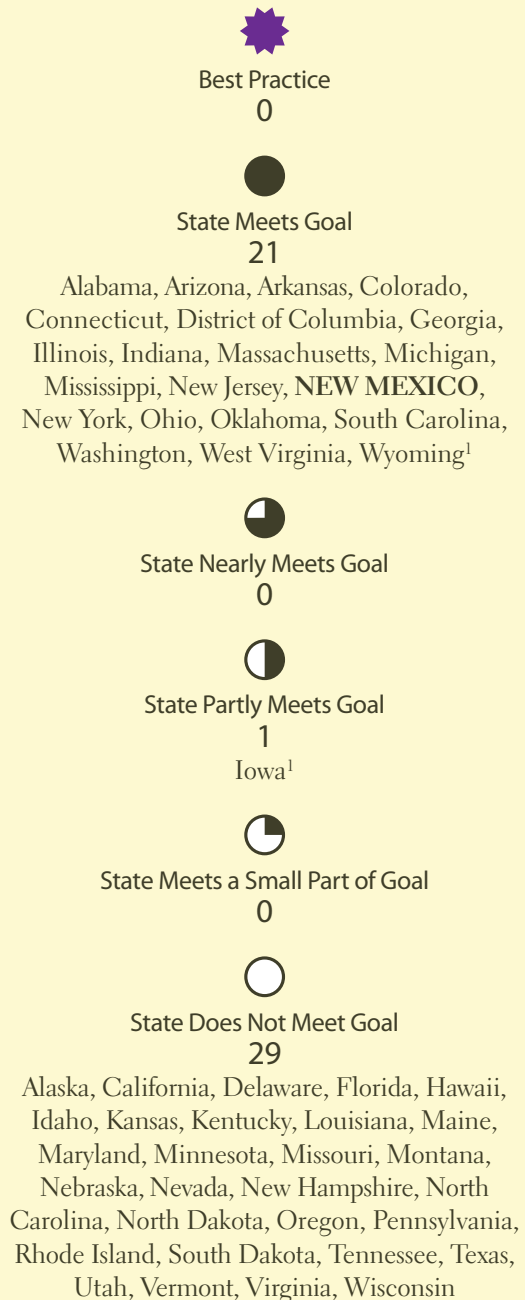 Best Practice
0
State Meets Goal
21
Alabama, Arizona, Arkansas, Colorado,
Connecticut, District of Columbia, Georgia,
Illinois, Indiana, Massachusetts, Michigan,
Mississippi, New Jersey, NEW MEXICO,
New York, Ohio, Oklahoma, South Carolina,
Washington, West Virginia, Wyoming¹
State Nearly Meets Goal
0
State Partly Meets Goal
1
Iowa¹
State Meets a Small Part of Goal
0
State Does Not Meet Goal
29
Alaska, California, Delaware, Florida, Hawaii,
Idaho, Kansas, Kentucky, Louisiana, Maine,
Maryland, Minnesota, Missouri, Montana,
Nebraska, Nevada, New Hampshire, North
Carolina, North Dakota, Oregon, Pennsylvania,
Rhode Island, South Dakota, Tennessee, Texas,
Utah, Vermont, Virginia, Wisconsin